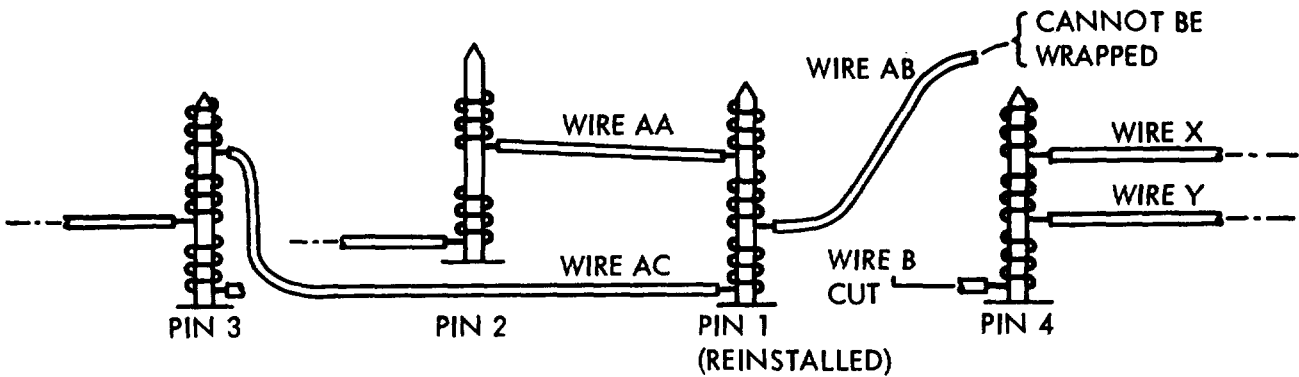 CANNOT BE
WRAPPED
WIRE AB
WIRE AA
WIRE X
WIRE Y
WIRE AC
WIRE B
CUT
PIN 3
PIN 2
PIN 1
(REINSTALLED)
PIN 4